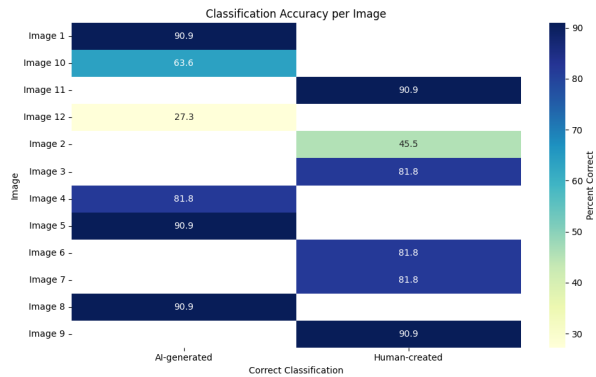 Classification Accuracy per Image
Image 1
90.9
90
Image 10
63.6
Image 11
90.9
80
Image 12
27.3
Image 2
45.5
70
Image 3
81.8
Image
Image 4
81.8
60
Percent Correct
Image 5
90.9
50
Image 6
81.8
Image 7
81.8
40
Image 8
90.9
Image 9
90.9
30
AI-generated
Human-created
Correct Classification